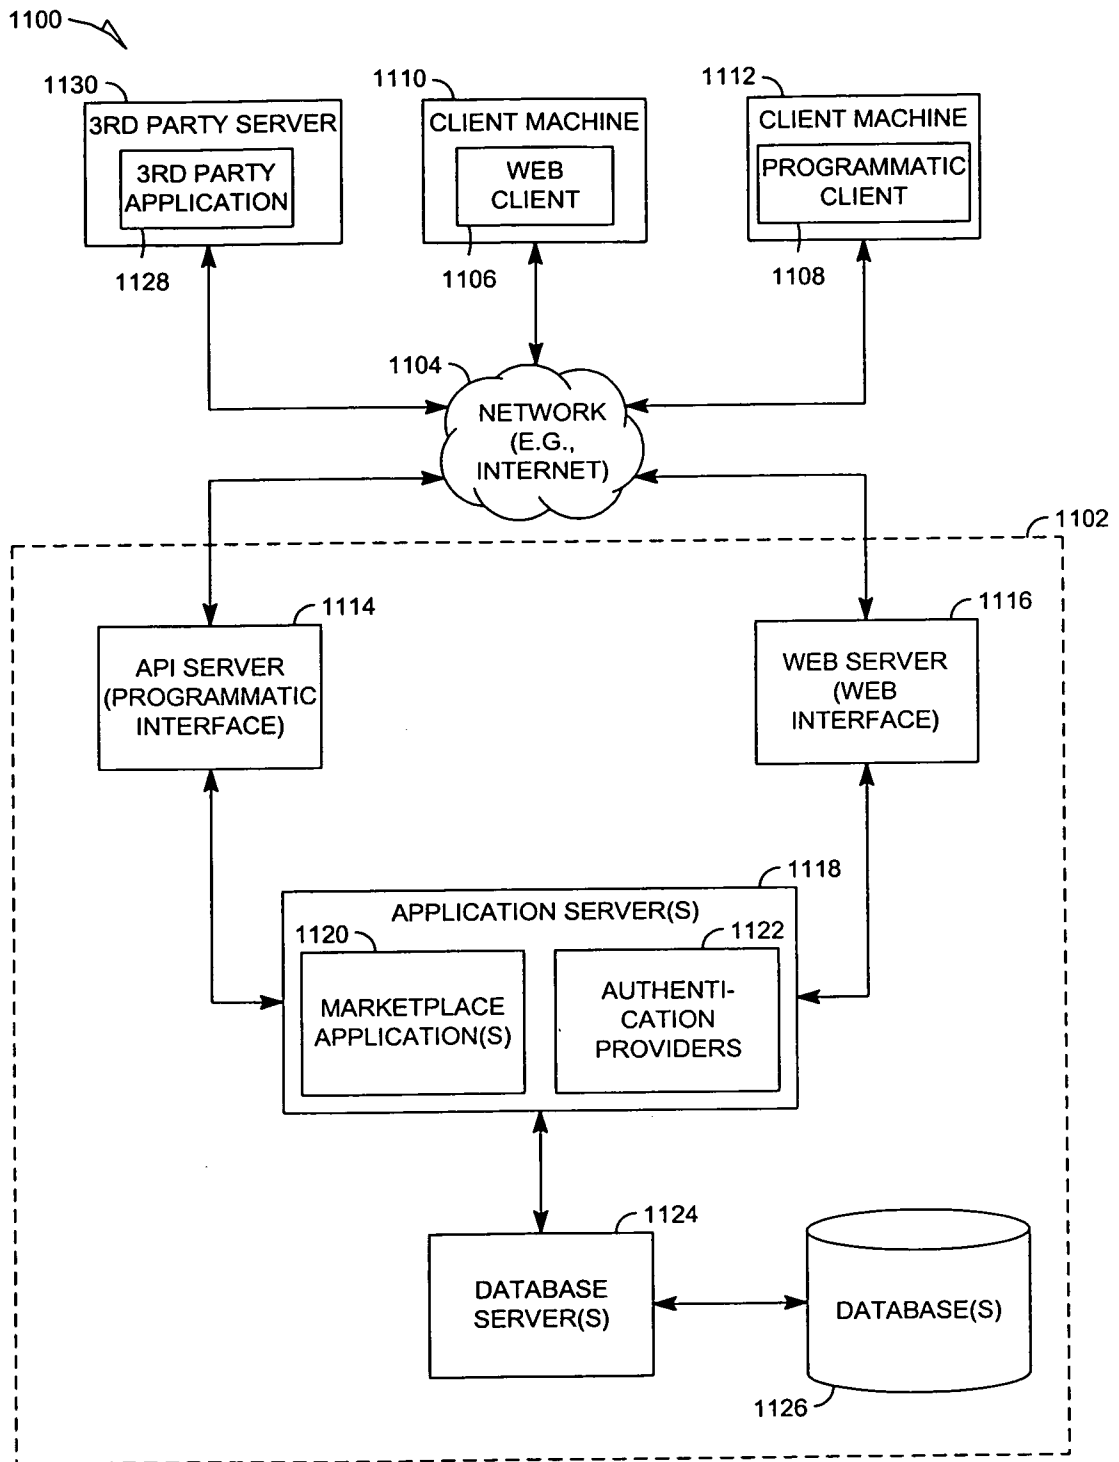 1100
1130
1110
1112
3RD PARTY SERVER
3RD PARTY
APPLICATION
1128
CLIENT MACHINE
WEB
CLIENT
1106
CLIENT MACHINE
PROGRAMMATIC
CLIENT
1108
1104
NETWORK
(E.G.,
INTERNET)
1102
1114
API SERVER
(PROGRAMMATIC
INTERFACE)
1116
WEB SERVER
(WEB
INTERFACE)
1118
APPLICATION SERVER(S)
1120
MARKETPLACE
APPLICATION(S)
1122
AUTHENTI-
CATION
PROVIDERS
1124
DATABASE
SERVER(S)
DATABASE(S)
1126